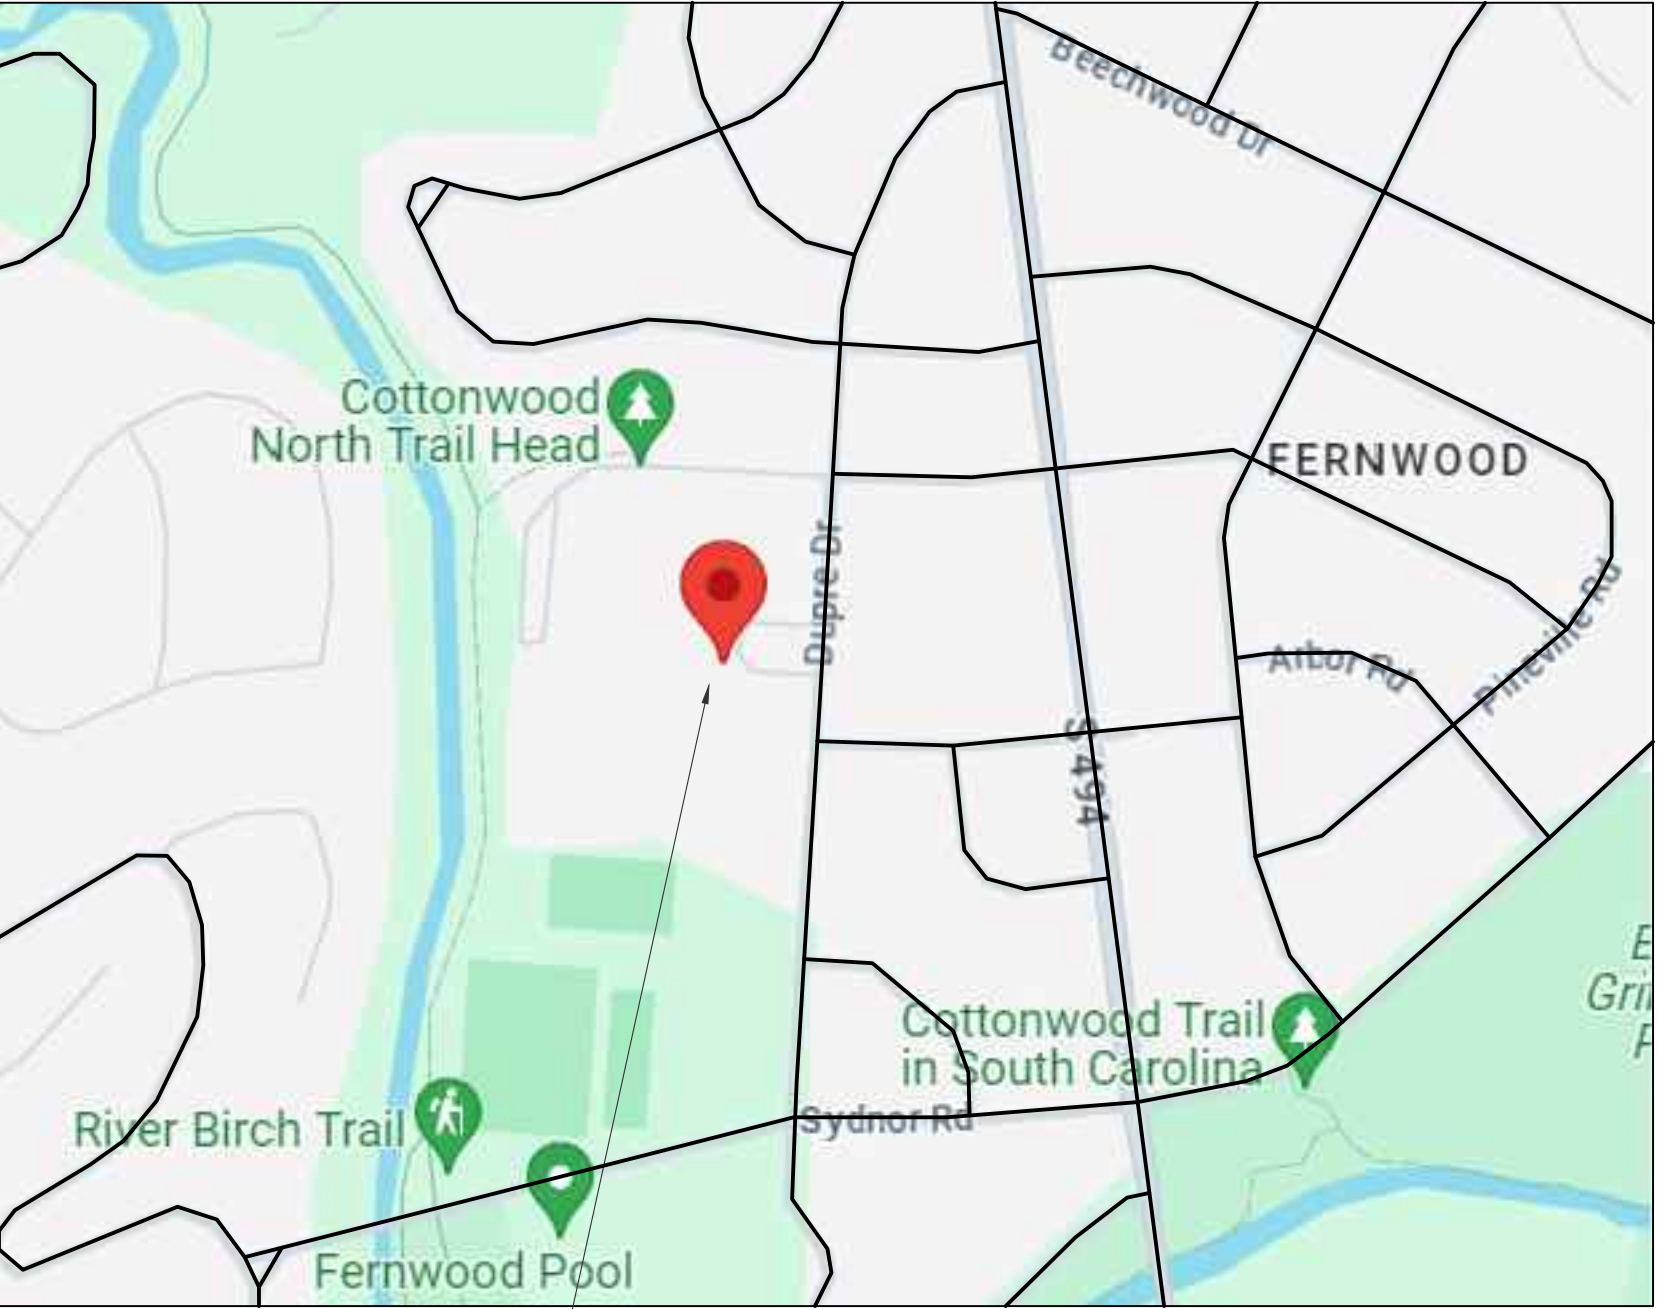 Beechwood Dr
Cottonwood
North Trail Head
FERNWOOD
Dupre Dr
Pineville Rd
Arbor Rd
S 494
E
Gri
P
Cottonwood Trail
in South Carolina
River Birch Trail
Sydnor Rd
Fernwood Pool